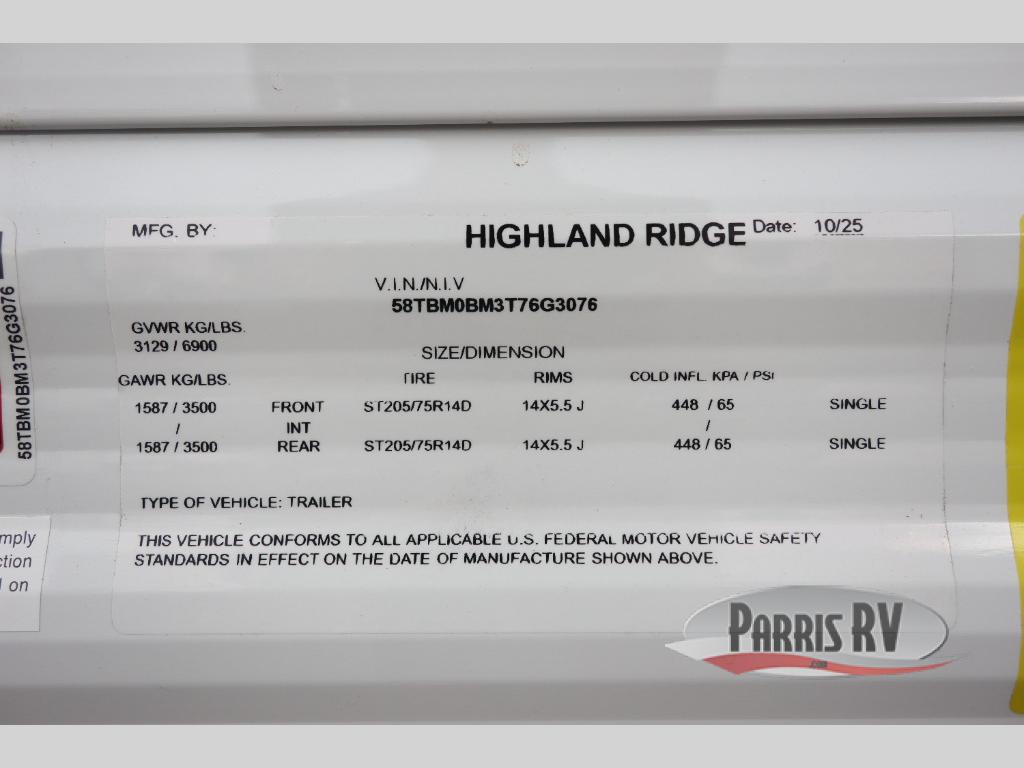 MFG. BY: HIGHLAND RIDGE Date: 10/25
V.I.N./N.I.V
58TBM0BM3T76G3076
GVWR KG/LBS.
3129 / 6900
SIZE/DIMENSION
GAWR KG/LBS. TIRE RIMS COLD INFL. KPA / PSI
1587 / 3500 FRONT ST205/75R14D 14X5.5 J 448 / 65 SINGLE
/ INT /
1587 / 3500 REAR ST205/75R14D 14X5.5 J 448 / 65 SINGLE
TYPE OF VEHICLE: TRAILER
THIS VEHICLE CONFORMS TO ALL APPLICABLE U.S. FEDERAL MOTOR VEHICLE SAFETY
STANDARDS IN EFFECT ON THE DATE OF MANUFACTURE SHOWN ABOVE.
58TBM0BM3T76G3076
on
PARRIS RV
.com